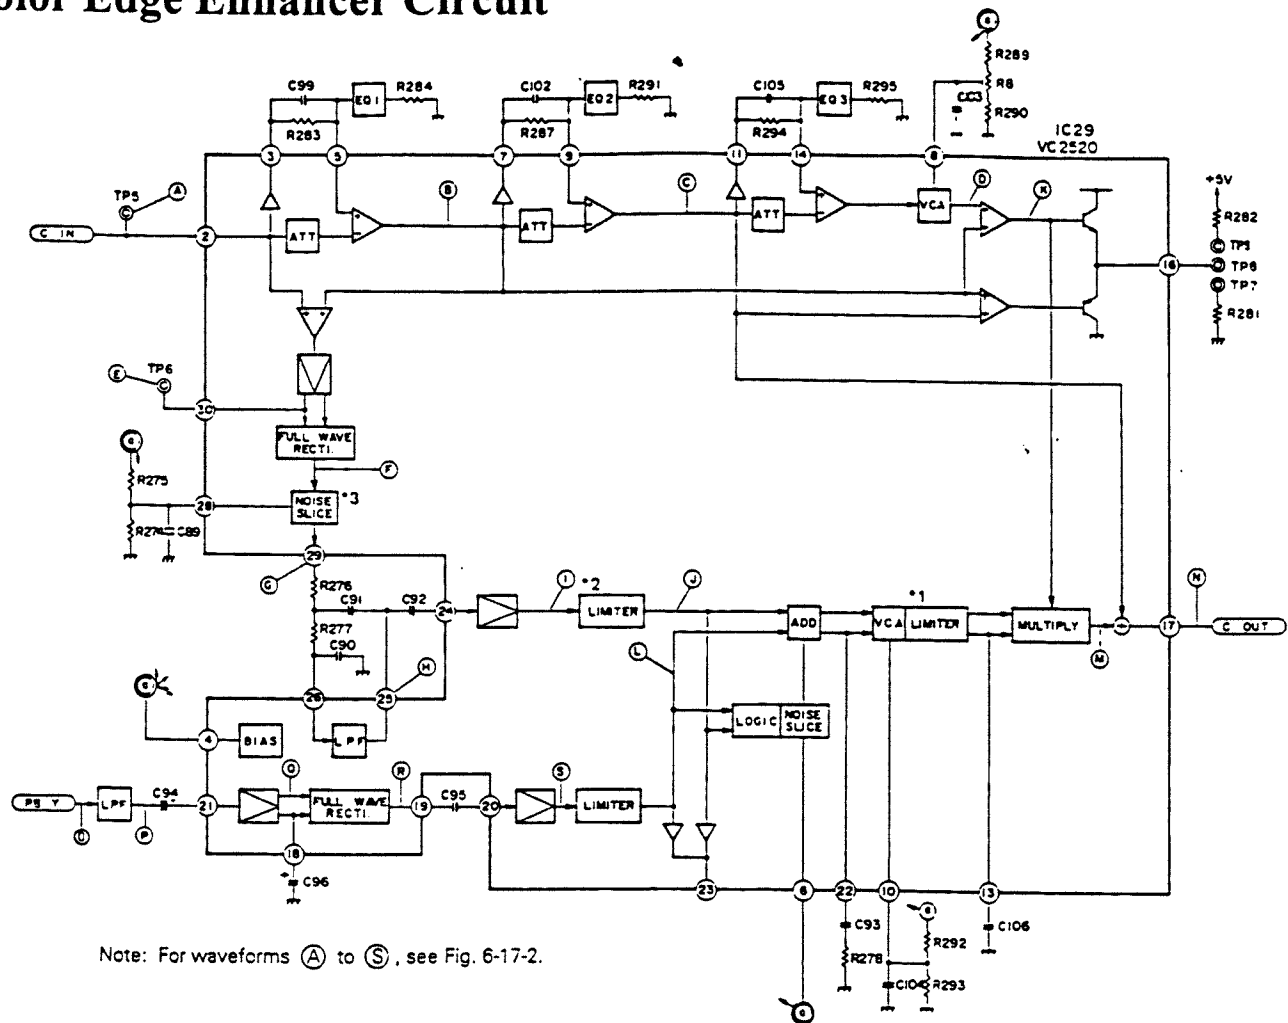 olor Edge Enhancer Circuit
R289
R8
R290
C99
R284
EQ1
R283
C102
R291
EQ2
R287
C105
R295
EQ3
R294
IC29
VC2520
3
5
7
9
11
14
8
TP5
A
B
C
D
K
+5V
R282
C IN
2
ATT
ATT
ATT
VCA
16
TP8
TP7
R281
E
TP6
30
FULL WAVE
RECTI.
F
R275
28
NOISE
SLICE
*3
R274
C89
29
G
R276
C91
C92
24
I
*2
LIMITER
J
ADD
*1
VCA
LIMITER
MULTIPLY
M
17
N
C OUT
R277
C90
H
L
26
25
4
BIAS
LPF
LOGIC
NOISE
SLICE
PB Y
LPF
C94
21
FULL WAVE
RECTI.
R
19
C95
20
S
LIMITER
P
18
C96
23
6
22
10
13
C93
R278
R292
C104
R293
C106
Note: For waveforms A to S, see Fig. 6-17-2.